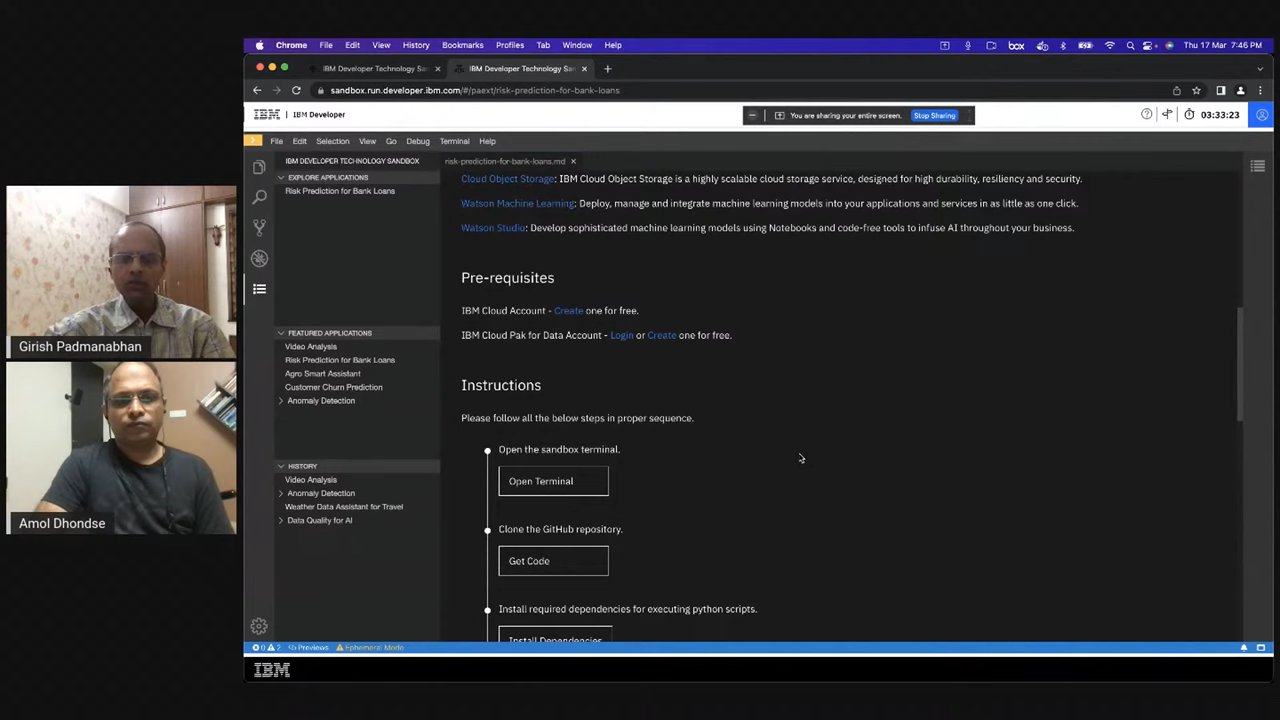 Chrome File Edit View History Bookmarks Profiles Tab Window Help
box
Thu 17 Mar 7:46 PM
IBM Developer Technology San
IBM Developer Technology San
sandbox.run.developer.ibm.com/#/paext/risk-prediction-for-bank-loans
IBM IBM Developer
You are sharing your entire screen. Stop Sharing
03:33:23
File Edit Selection View Go Debug Terminal Help
IBM DEVELOPER TECHNOLOGY SANDBOX
EXPLORE APPLICATIONS
Risk Prediction for Bank Loans
FEATURED APPLICATIONS
Video Analysis
Risk Prediction for Bank Loans
Agro Smart Assistant
Customer Churn Prediction
Anomaly Detection
HISTORY
Video Analysis
Anomaly Detection
Weather Data Assistant for Travel
Data Quality for AI
risk-prediction-for-bank-loans.md
Cloud Object Storage: IBM Cloud Object Storage is a highly scalable cloud storage service, designed for high durability, resiliency and security.
Watson Machine Learning: Deploy, manage and integrate machine learning models into your applications and services in as little as one click.
Watson Studio: Develop sophisticated machine learning models using Notebooks and code-free tools to infuse AI throughout your business.
Pre-requisites
IBM Cloud Account - Create one for free.
IBM Cloud Pak for Data Account - Login or Create one for free.
Instructions
Please follow all the below steps in proper sequence.
Open the sandbox terminal.
Open Terminal
Clone the GitHub repository.
Get Code
Install required dependencies for executing python scripts.
Install Dependencies
0 2 Previews Ephemeral Mode
IBM
Girish Padmanabhan
Amol Dhondse